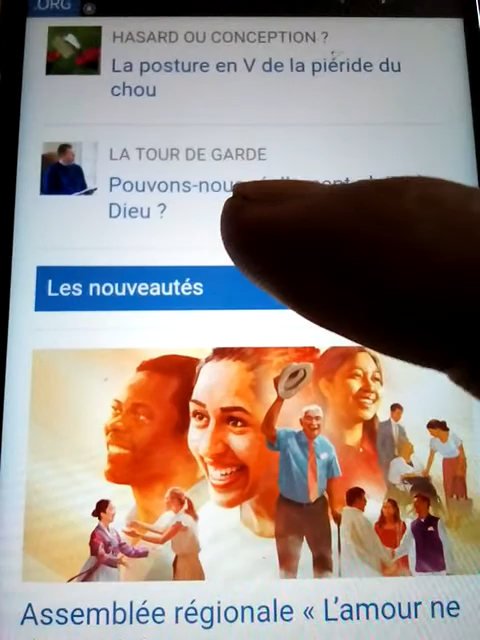 .ORG
HASARD OU CONCEPTION ?
La posture en V de la piéride du
chou
LA TOUR DE GARDE
Pouvons-nous
Dieu ?
Les nouveautés
Assemblée régionale « L’amour ne